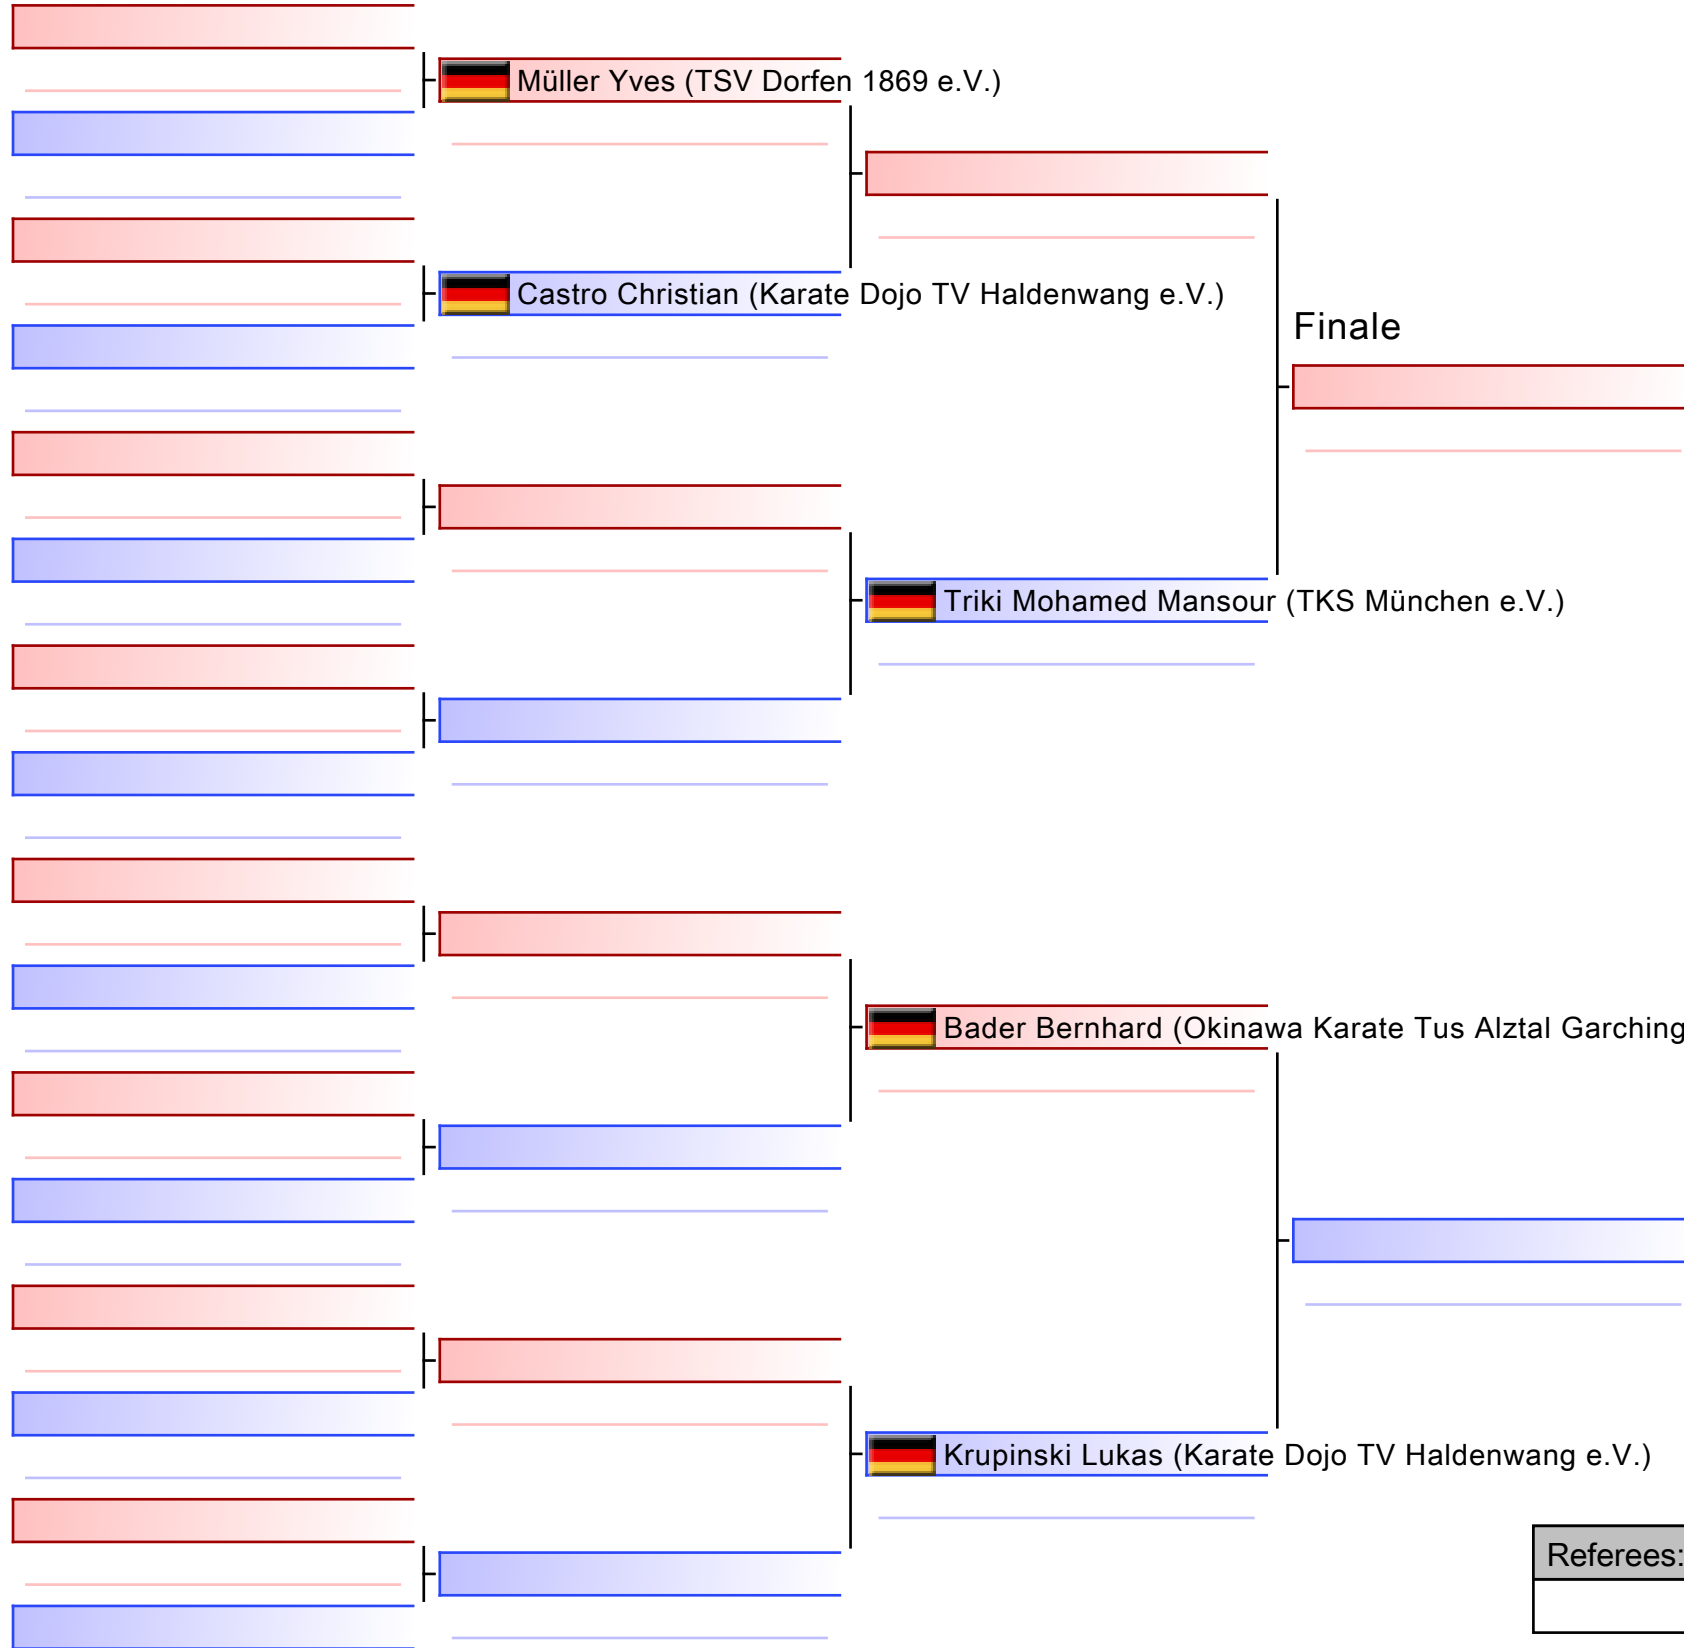 Müller Yves (TSV Dorfen 1869 e.V.)
Castro Christian (Karate Dojo TV Haldenwang e.V.)
Finale
Triki Mohamed Mansour (TKS München e.V.)
Bader Bernhard (Okinawa Karate Tus Alztal Garching
Krupinski Lukas (Karate Dojo TV Haldenwang e.V.)
Referees: